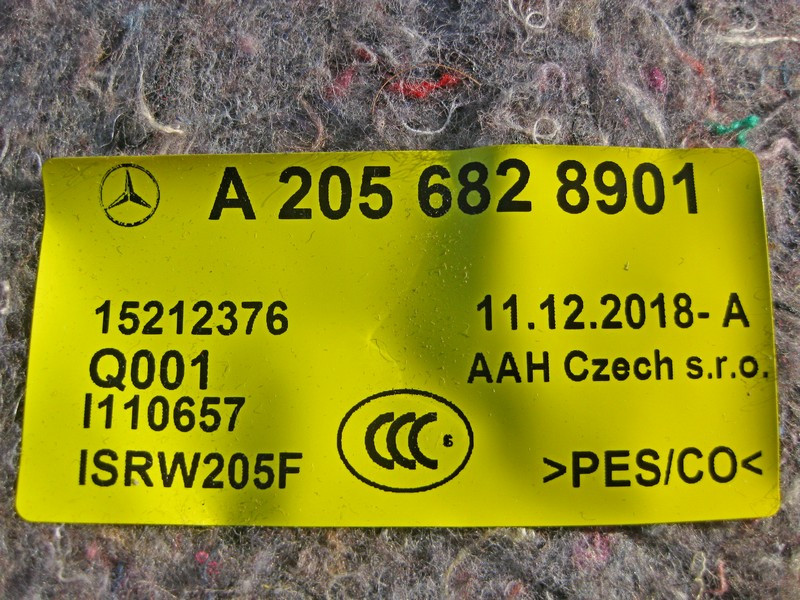 A 205 682 8901
15212376 11.12.2018- A
Q001 AAH Czech s.r.o.
I110657
CCC S
ISRW205F >PES/CO<